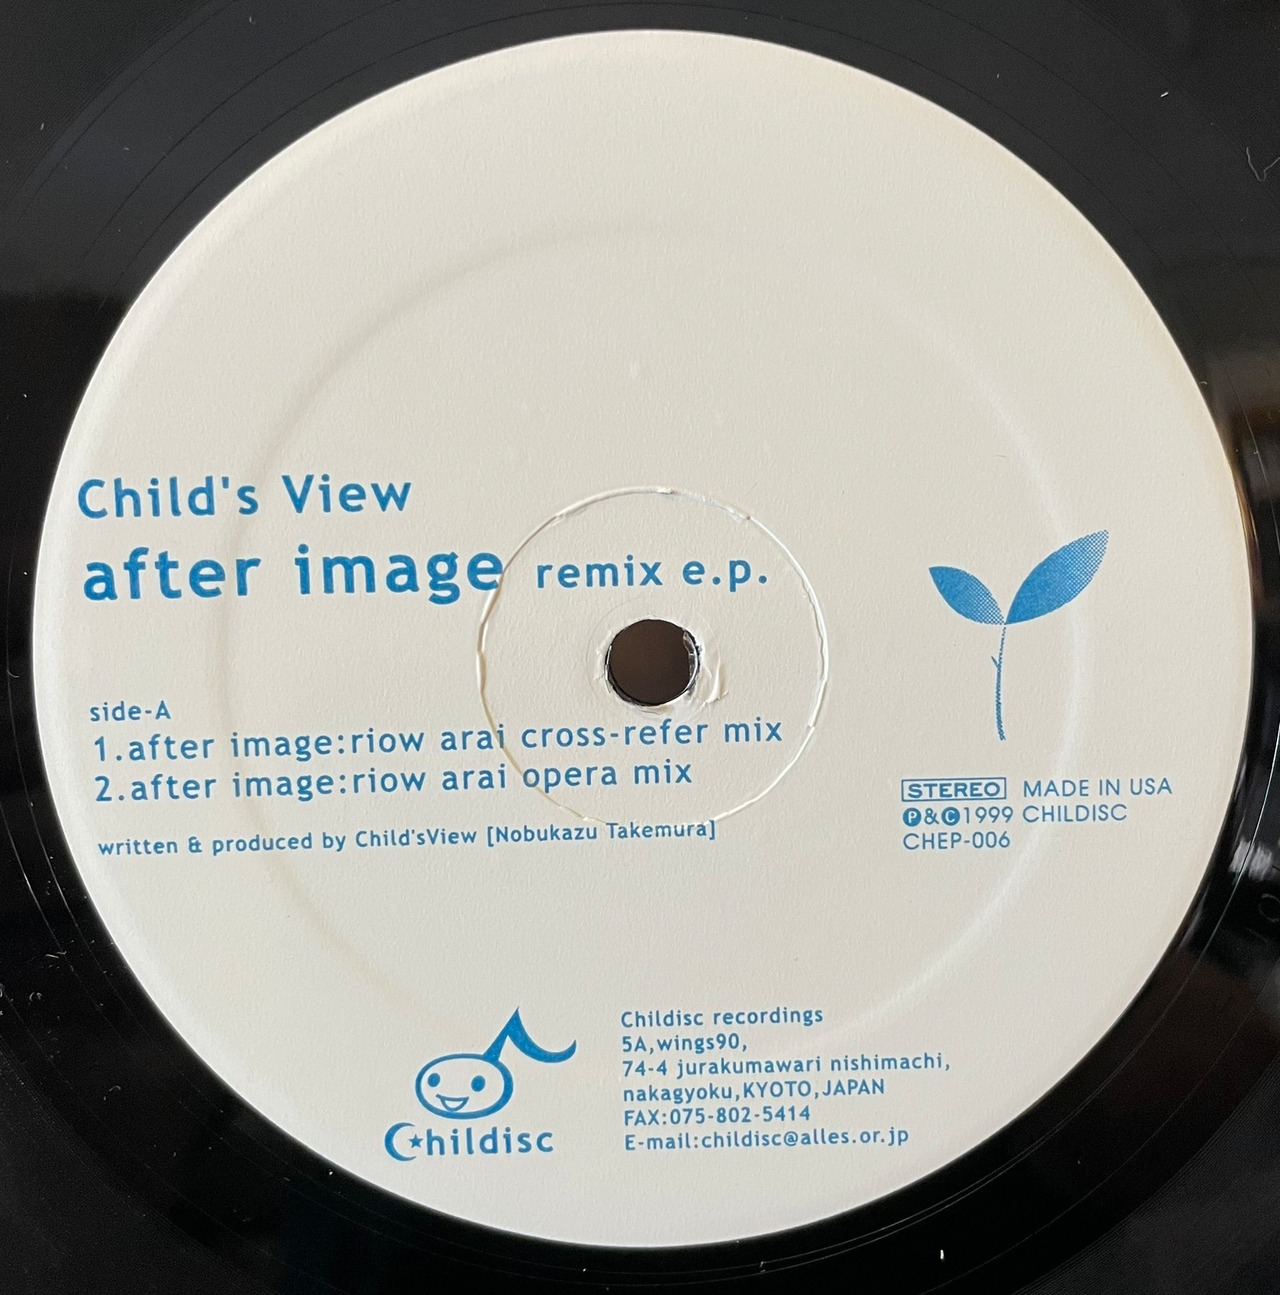 Child's View
after image remix e.p.
side-A
1.after image:riow arai cross-refer mix
2.after image:riow arai opera mix
written & produced by Child'sView [Nobukazu Takemura]
STEREO MADE IN USA
Ⓟ&Ⓒ1999 CHILDISC
CHEP-006
Childisc
Childisc recordings
5A,wings90,
74-4 jurakumawari nishimachi,
nakagyoku,KYOTO,JAPAN
FAX:075-802-5414
E-mail:childisc@alles.or.jp